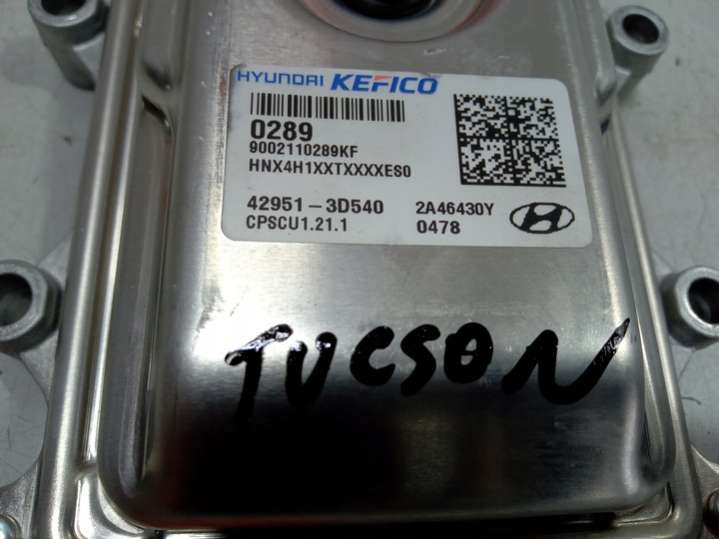 HYUNDAI KEFICO
0289
9002110289KF
HNX4H1XXTXXXXES0
42951-3D540 2A46430Y
CPSCU1.21.1 0478
TUCSON